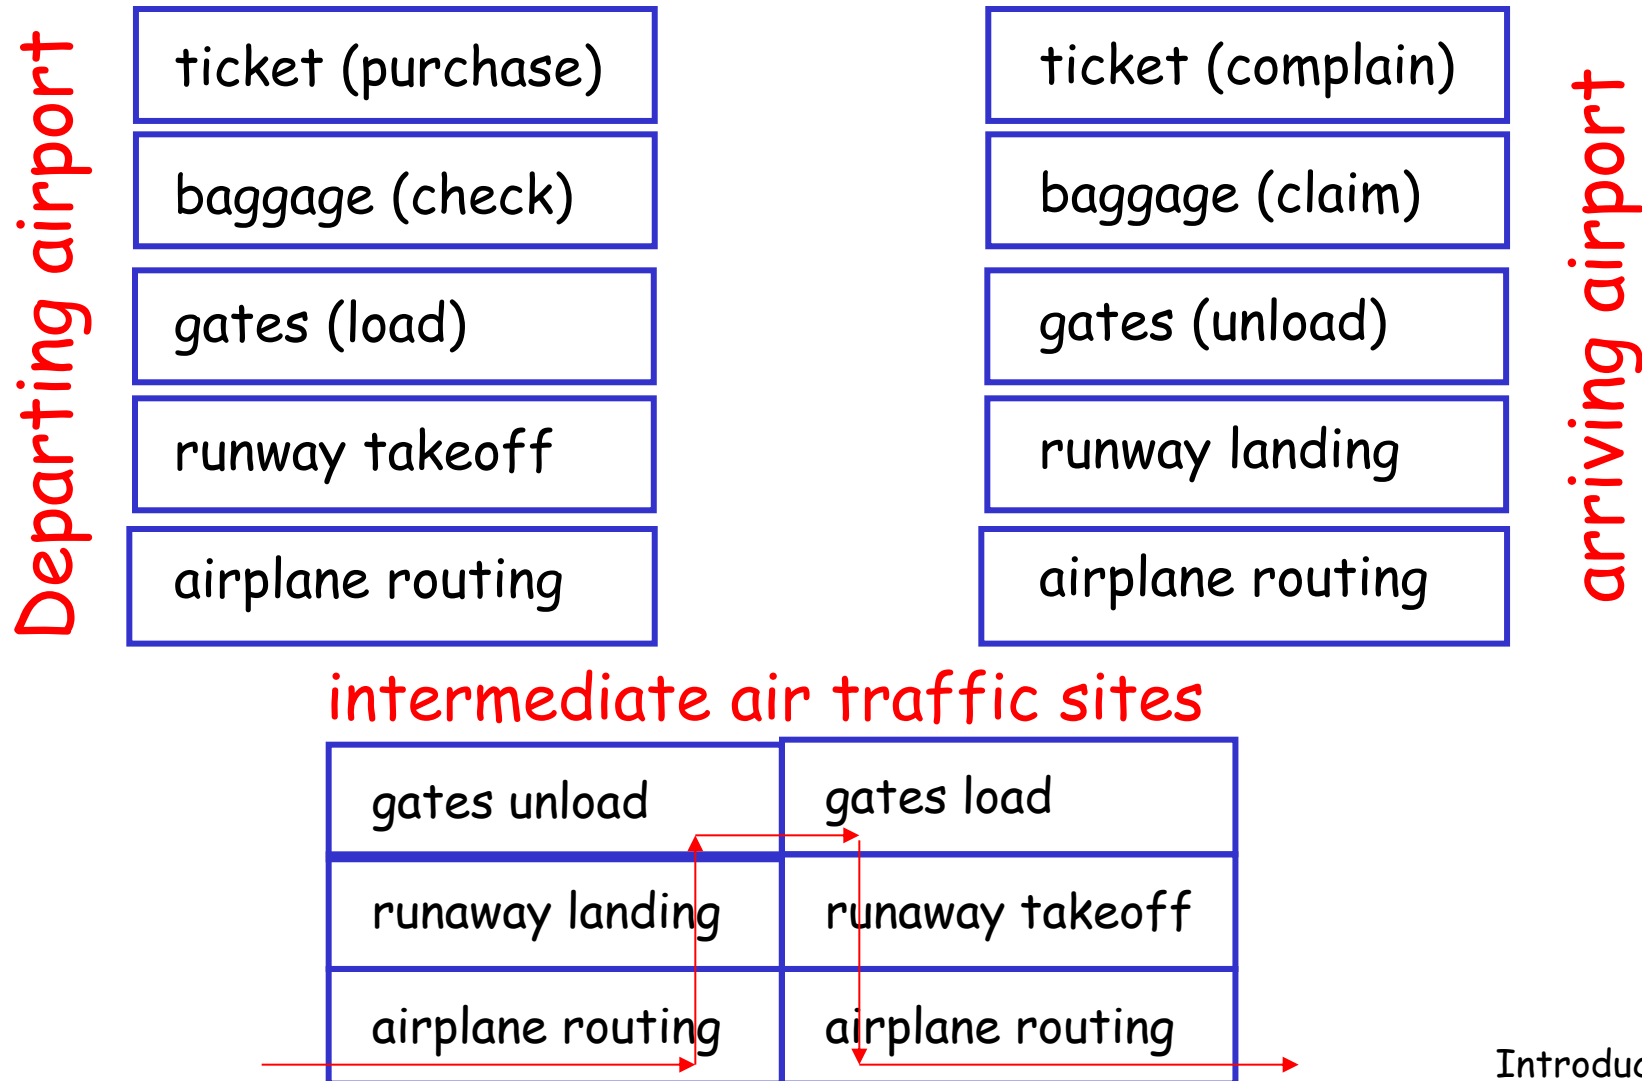 Departing airport
ticket (purchase)
baggage (check)
gates (load)
runway takeoff
airplane routing
ticket (complain)
baggage (claim)
gates (unload)
runway landing
airplane routing
arriving airport
intermediate air traffic sites
gates unload
gates load
runaway landing
runaway takeoff
airplane routing
airplane routing